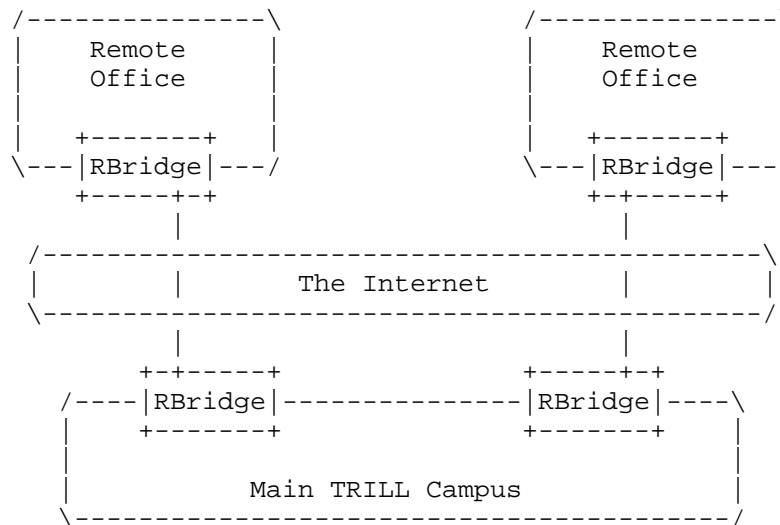 Remote Remote
Office Office
RBridge RBridge
The Internet
RBridge RBridge
Main TRILL Campus